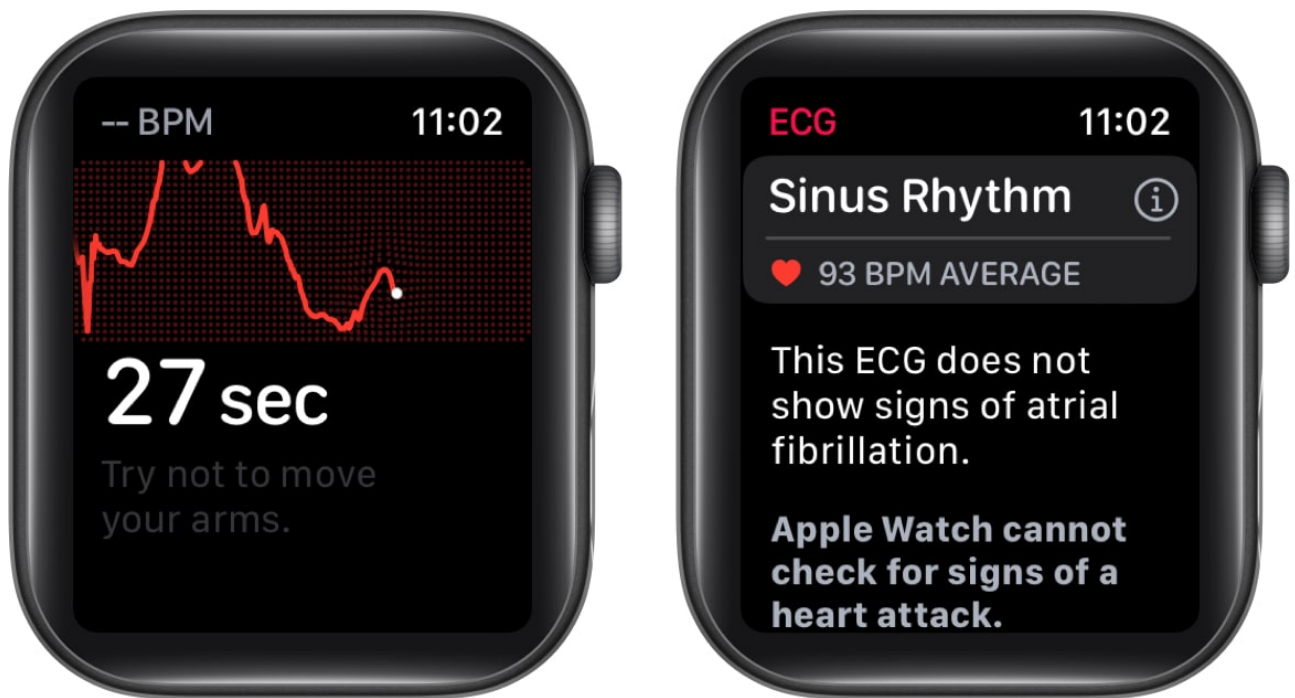 -- BPM 11:02
27 sec
Try not to move
your arms.
ECG 11:02
Sinus Rhythm
93 BPM AVERAGE
This ECG does not
show signs of atrial
fibrillation.
Apple Watch cannot
check for signs of a
heart attack.